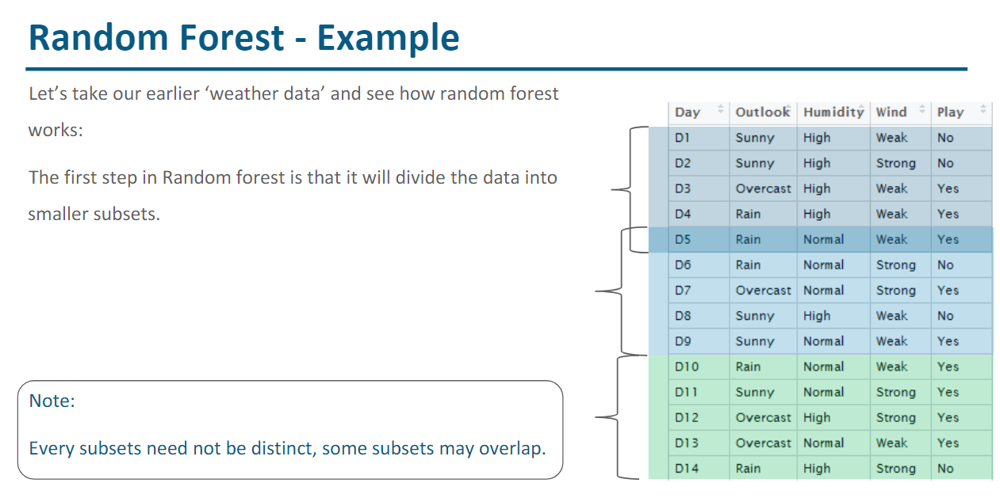 Random Forest - Example
Let’s take our earlier ‘weather data’ and see how random forest
works:
The first step in Random forest is that it will divide the data into
smaller subsets.
Note:
Every subsets need not be distinct, some subsets may overlap.
Day Outlook Humidity Wind Play
D1 Sunny High Weak No
D2 Sunny High Strong No
D3 Overcast High Weak Yes
D4 Rain High Weak Yes
D5 Rain Normal Weak Yes
D6 Rain Normal Strong No
D7 Overcast Normal Strong Yes
D8 Sunny High Weak No
D9 Sunny Normal Weak Yes
D10 Rain Normal Weak Yes
D11 Sunny Normal Strong Yes
D12 Overcast High Strong Yes
D13 Overcast Normal Weak Yes
D14 Rain High Strong No